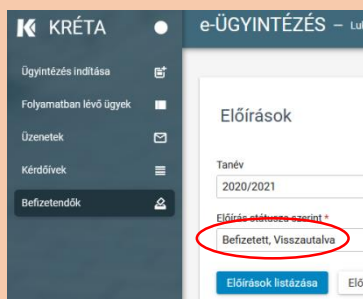 KRÉTA
e-ÜGYINTÉZÉS –
Ügyintézés indítása
Folyamatban lévő ügyek
Üzenetek
Kérdőívek
Befizetendők
Előírások
Tanév
2020/2021
Előírás státusza szerint *
Befizetett, Visszautalva
Előírások listázása